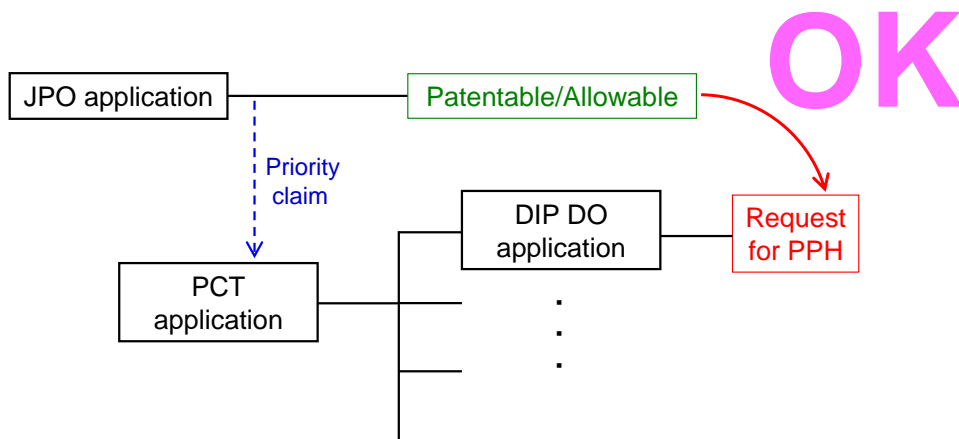 OK
JPO application
Patentable/Allowable
Priority
claim
DIP DO
application
Request
for PPH
PCT
application